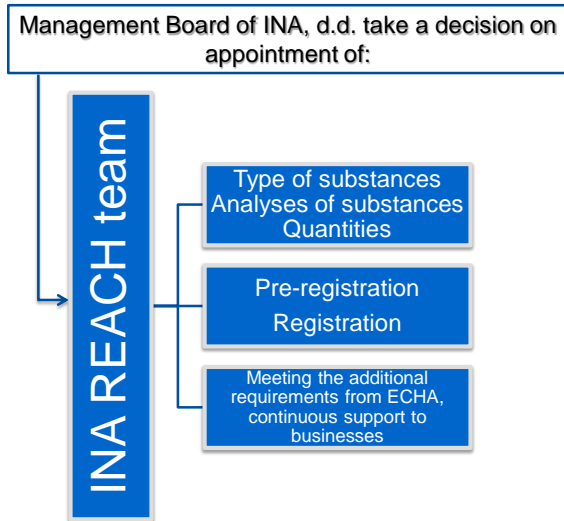 Management Board of INA, d.d. take a decision on
appointment of:
INA REACH team
Type of substances
Analyses of substances
Quantities
Pre-registration
Registration
Meeting the additional
requirements from ECHA,
continuous support to
businesses